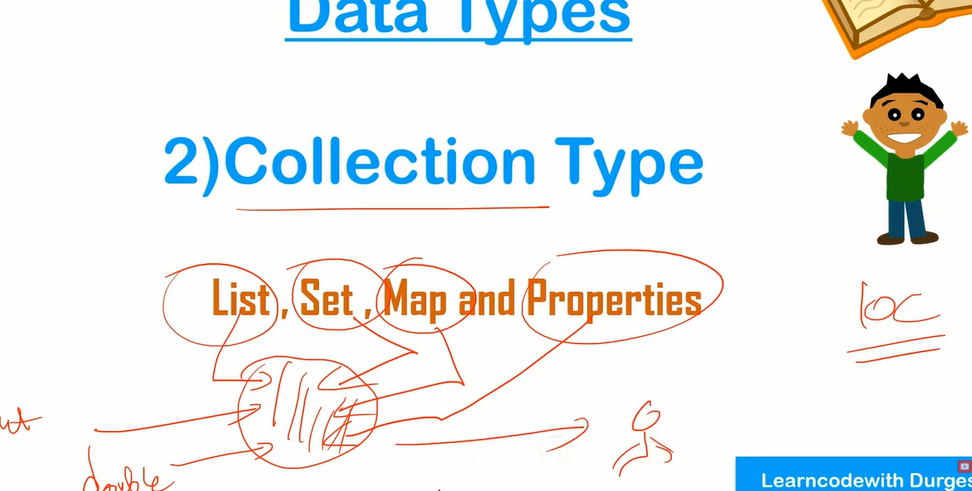 Data Types
2)Collection Type
List , Set , Map and Properties
IOC
double
Learncodewith Durges